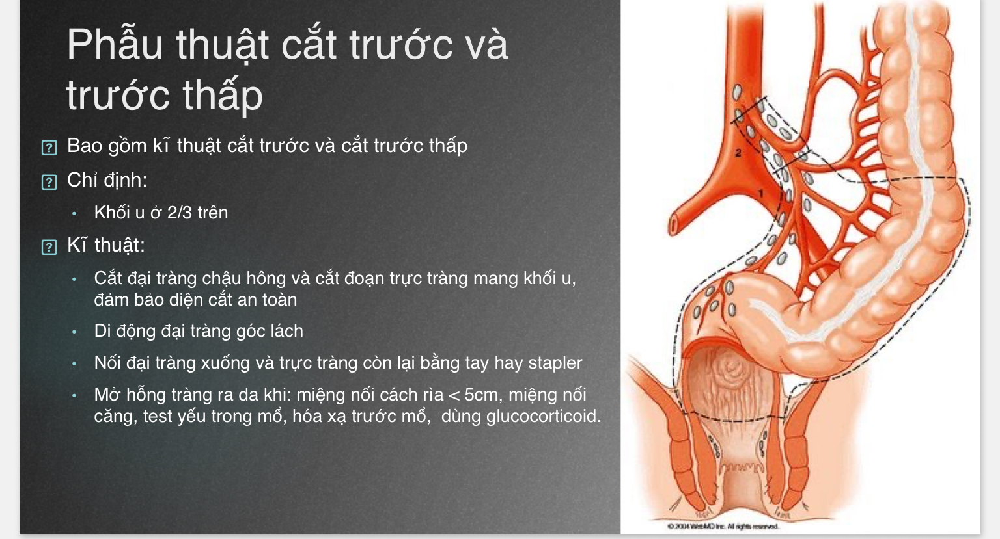 Phẫu thuật cắt trước và
trước thấp
Bao gồm kĩ thuật cắt trước và cắt trước thấp
Chỉ định:
• Khối u ở 2/3 trên
Kĩ thuật:
• Cắt đại tràng chậu hông và cắt đoạn trực tràng mang khối u,
đảm bảo diện cắt an toàn
• Di động đại tràng góc lách
• Nối đại tràng xuống và trực tràng còn lại bằng tay hay stapler
• Mở hỗng tràng ra da khi: miệng nối cách rìa < 5cm, miệng nối
căng, test yếu trong mổ, hóa xạ trước mổ, dùng glucocorticoid.
2
1
© 2004 WebMD Inc. All rights reserved.